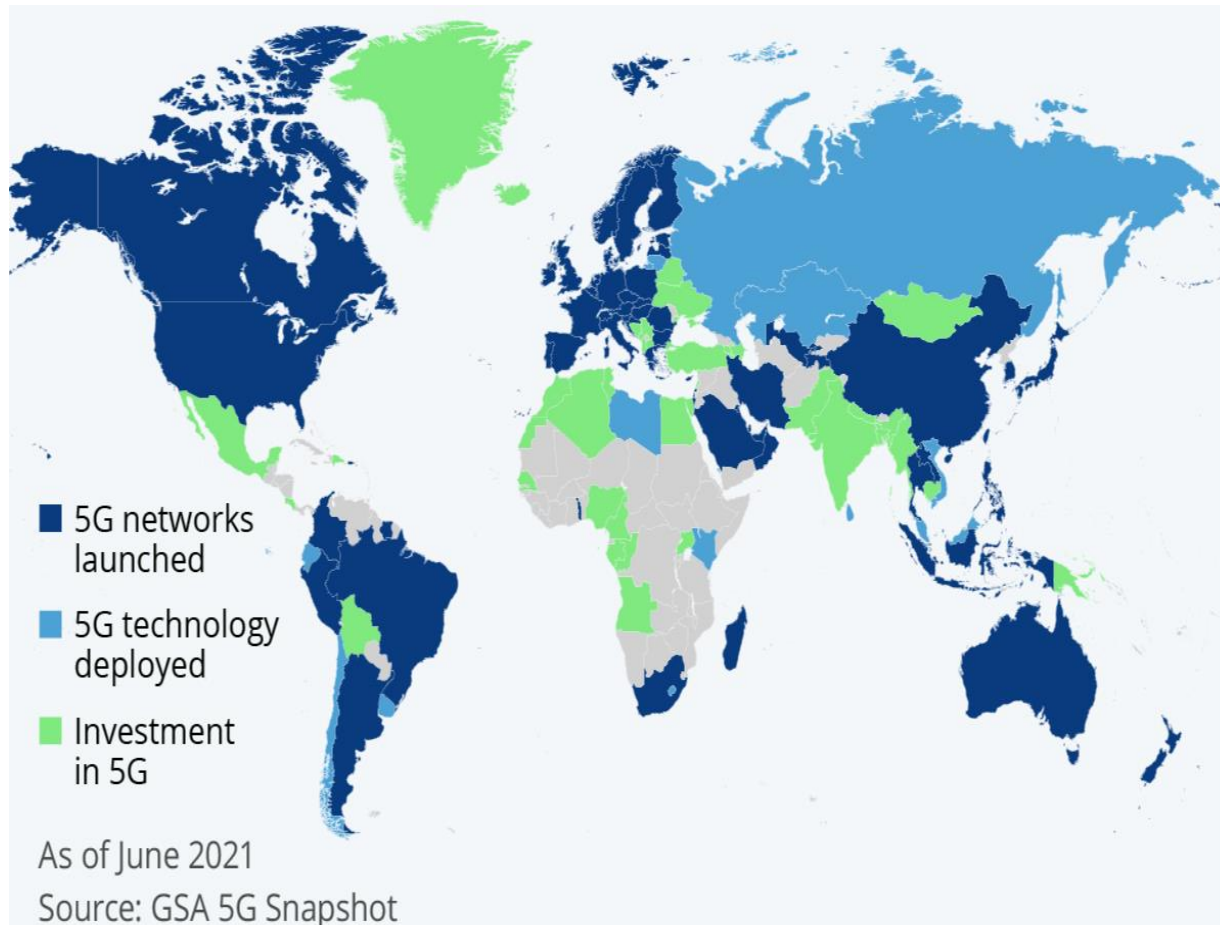 5G networks
launched
5G technology
deployed
Investment
in 5G
As of June 2021
Source: GSA 5G Snapshot